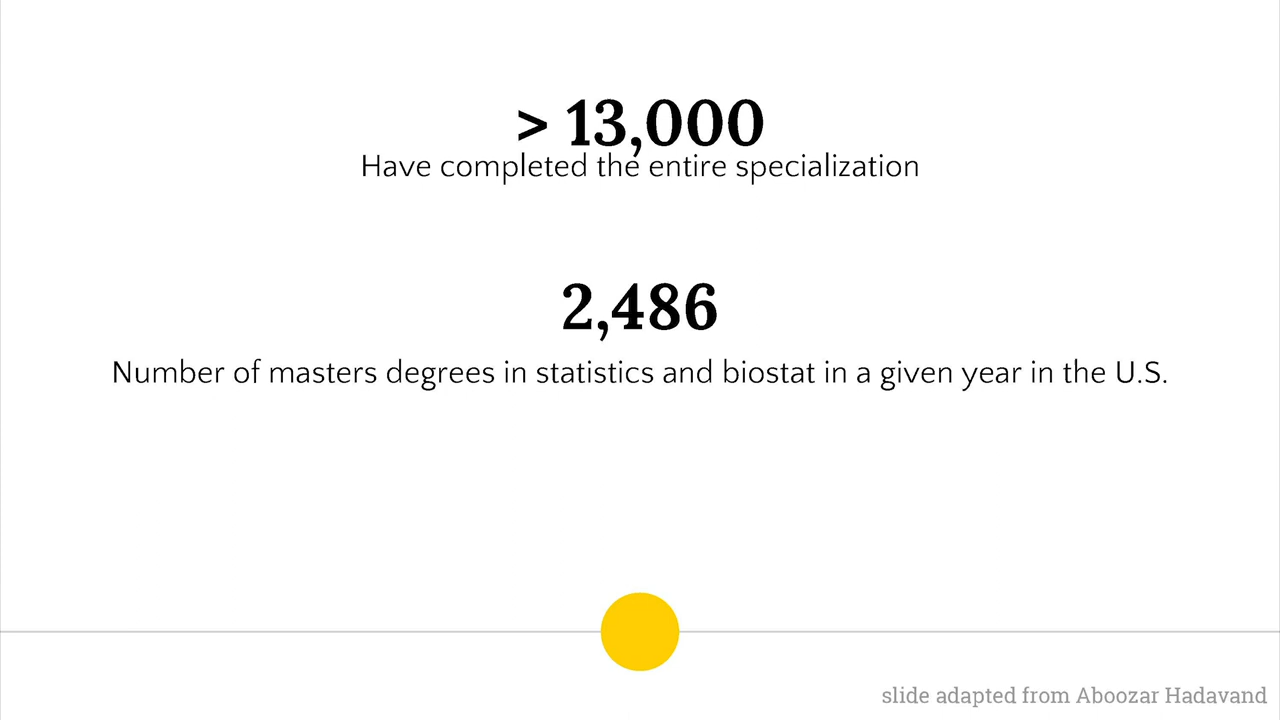 > 13,000
Have completed the entire specialization
2,486
Number of masters degrees in statistics and biostat in a given year in the U.S.
slide adapted from Aboozar Hadavand